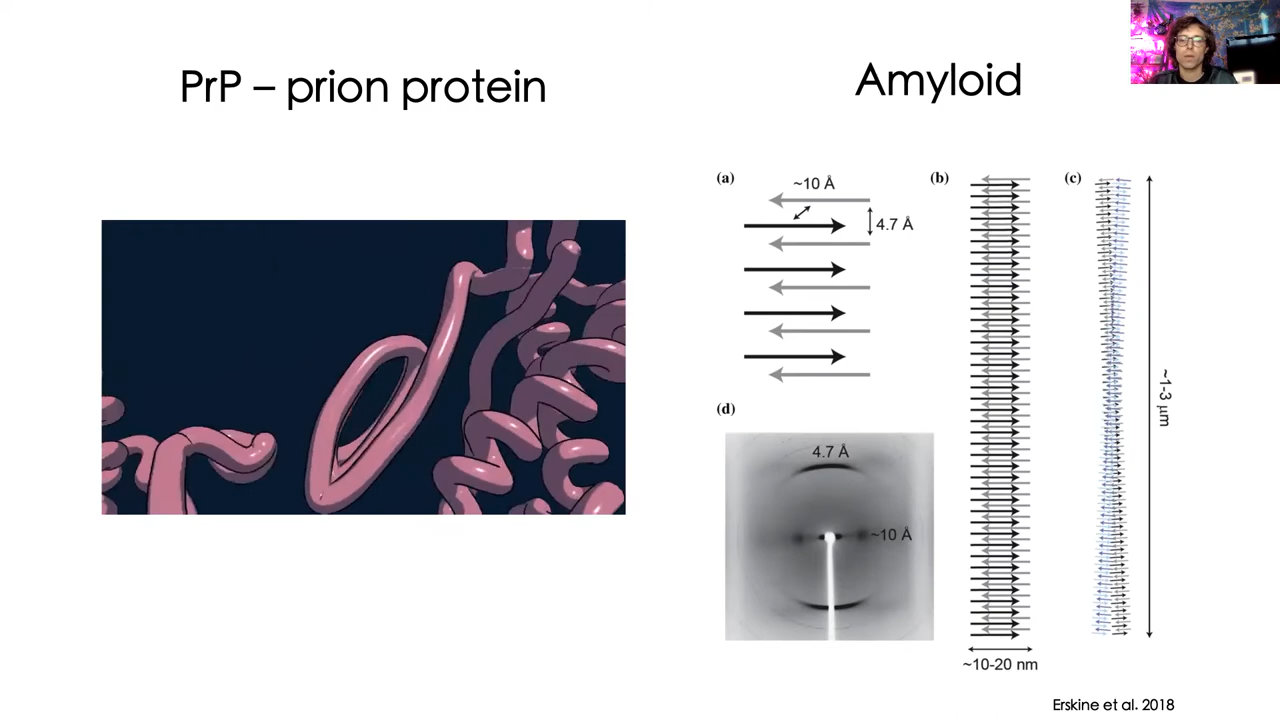 PrP – prion protein
Amyloid
(a)
~10 Å
4.7 Å
(b)
(c)
~1-3 µm
(d)
4.7 Å
~10 Å
~10-20 nm
Erskine et al. 2018